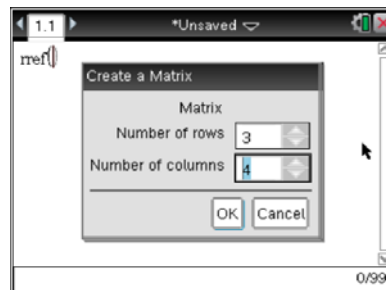 1.1 *Unsaved
rref()
Create a Matrix
Matrix
Number of rows 3
Number of columns 4
OK Cancel
0/99